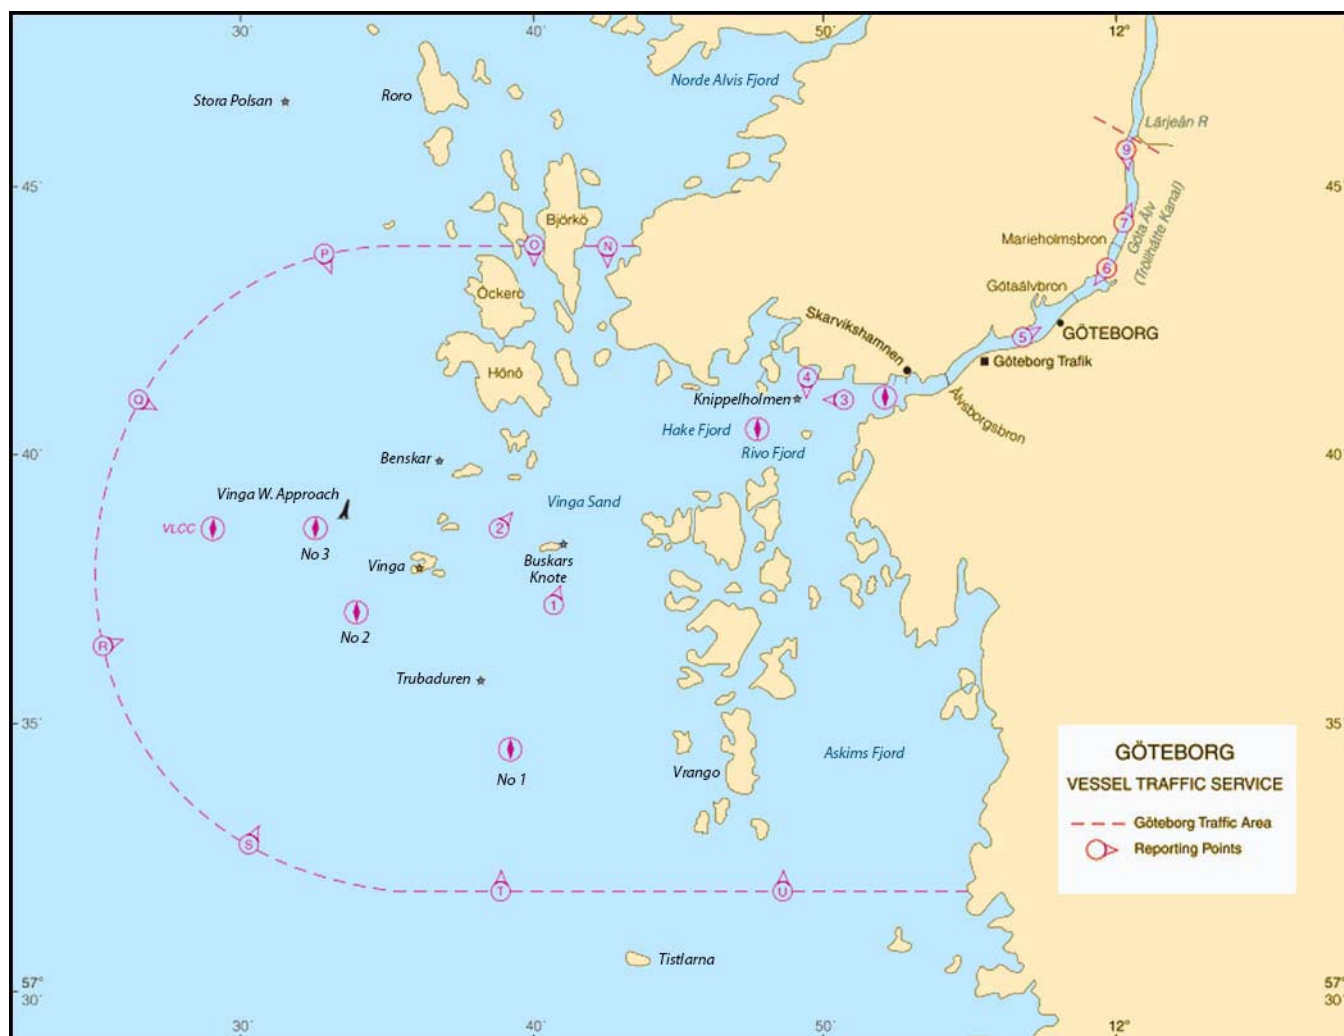 30´
40´
50´
12°
Norde Alvis Fjord
Stora Polsan
Roro
Lärjeån R
9
45´
45´
Björkö
7
Göta Älv
(Tröllhätte Kanal)
P
O
N
Marieholmsbron
6
Öckerö
Götaälvbron
Skarvikshamnen
5
GÖTEBORG
Göteborg Trafik
Hönö
4
Q
Knippelholmen
3
Älvsborgsbron
Hake Fjord
Rivo Fjord
40´
40´
Benskar
Vinga W. Approach
Vinga Sand
VLCC
2
No 3
Vinga
Buskars
Knote
1
No 2
R
Trubaduren
35´
35´
Askims Fjord
Vrango
No 1
GÖTEBORG
VESSEL TRAFFIC SERVICE
Göteborg Traffic Area
Reporting Points
S
T
U
Tistlarna
57°
30´
57°
30´
30´
40´
50´
12°